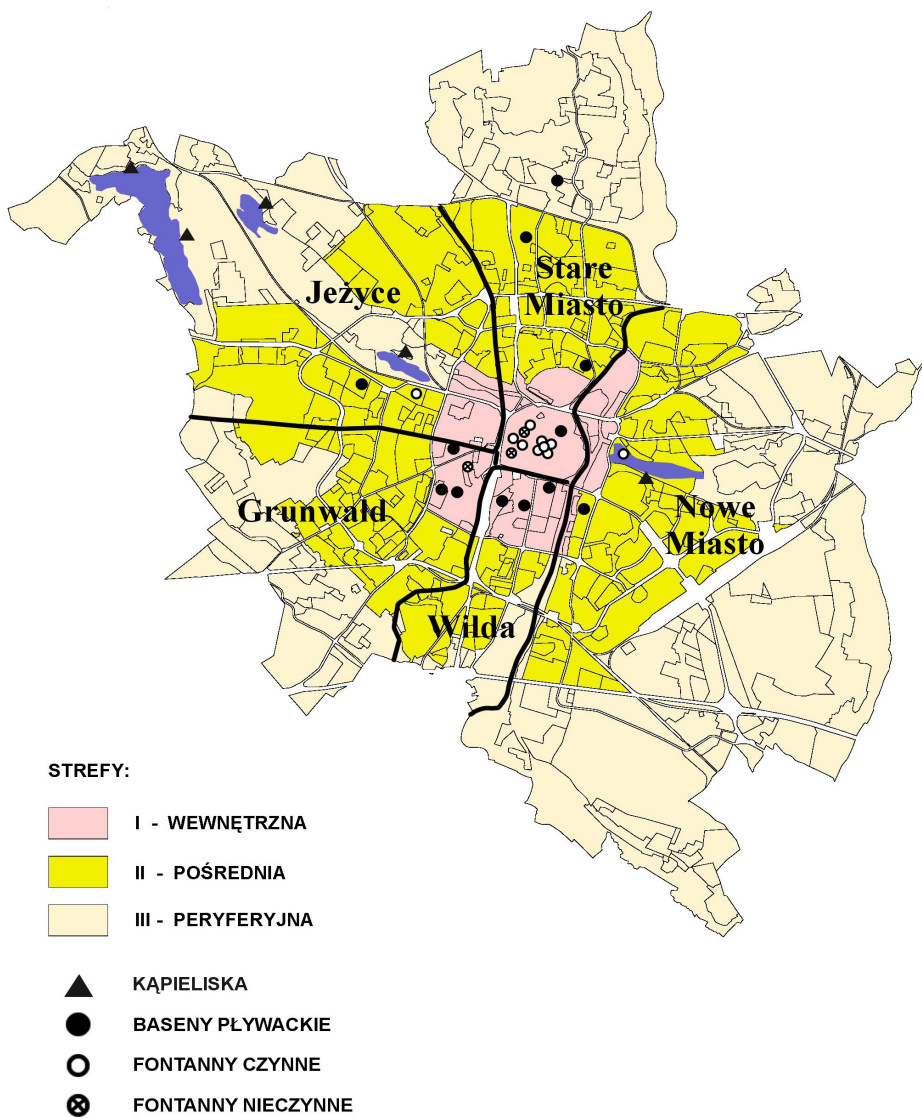 Stare
Miasto
Jeżyce
Grunwald
Nowe
Miasto
Wilda
STREFY:
I - WEWNĘTRZNA
II - POŚREDNIA
III - PERYFERYJNA
KĄPIELISKA
BASENY PŁYWACKIE
FONTANNY CZYNNE
FONTANNY NIECZYNNE